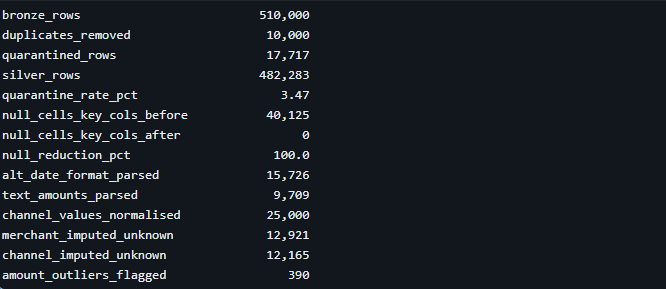 bronze_rows 510,000
duplicates_removed 10,000
quarantined_rows 17,717
silver_rows 482,283
quarantine_rate_pct 3.47
null_cells_key_cols_before 40,125
null_cells_key_cols_after 0
null_reduction_pct 100.0
alt_date_format_parsed 15,726
text_amounts_parsed 9,709
channel_values_normalised 25,000
merchant_imputed_unknown 12,921
channel_imputed_unknown 12,165
amount_outliers_flagged 390